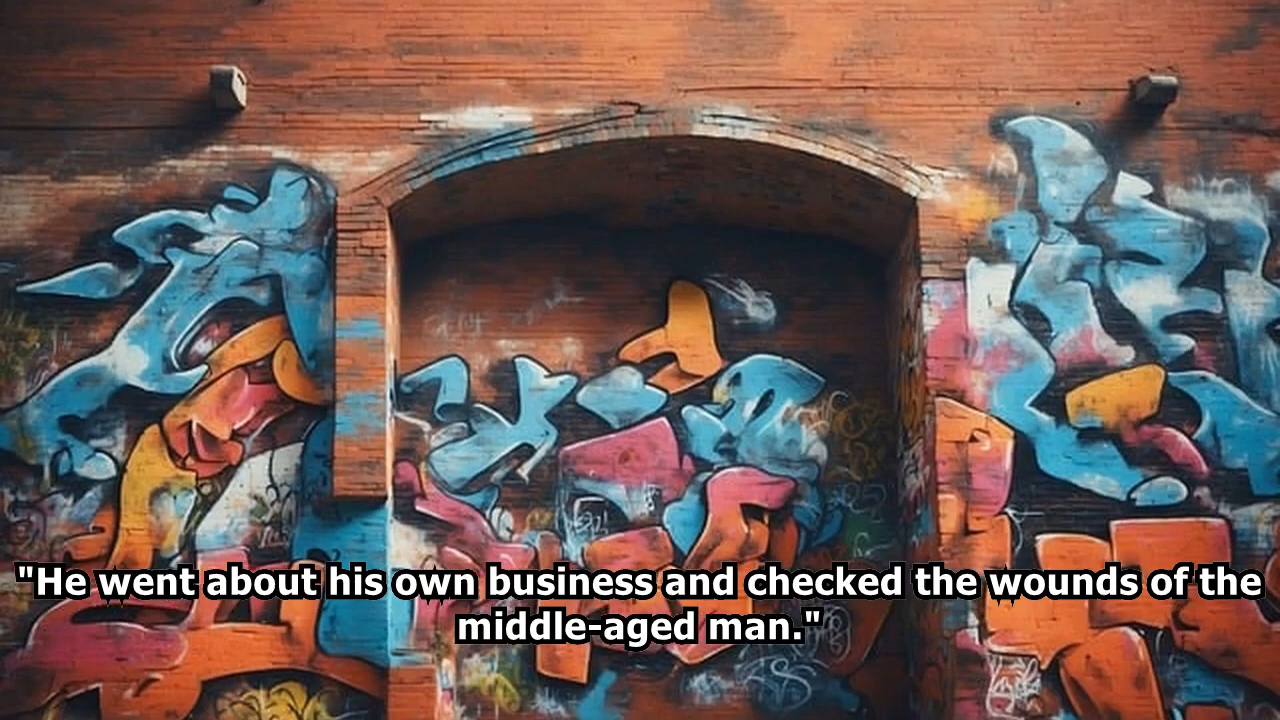 "He went about his own business and checked the wounds of the
middle-aged man."